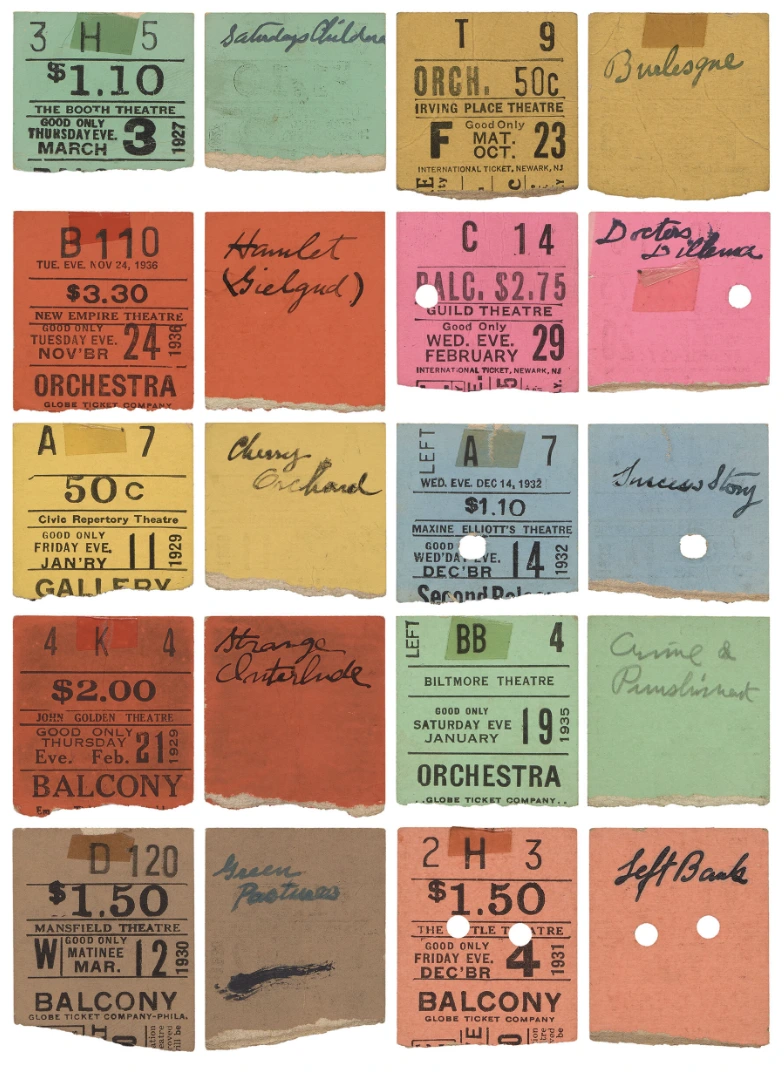 3 H 5
$1.10
THE BOOTH THEATRE
GOOD ONLY
THURSDAY EVE.
MARCH 3 1927
Saturdays Children
T 9
ORCH. 50c
IRVING PLACE THEATRE
F Good Only
MAT.
OCT. 23
INTERNATIONAL TICKET, NEWARK, NJ
Burlesque
B 110
TUE. EVE. NOV 24, 1936
$3.30
NEW EMPIRE THEATRE
GOOD ONLY
TUESDAY EVE.
NOV'BR 24 1936
ORCHESTRA
GLOBE TICKET COMPANY
Hamlet
(Gielgud)
C 14
BALC. $2.75
GUILD THEATRE
Good Only
WED. EVE.
FEBRUARY 29
INTERNATIONAL TICKET, NEWARK, NJ
Doctors
Dillema
A 7
50c
Civic Repertory Theatre
GOOD ONLY
FRIDAY EVE.
JAN'RY 11 1929
GALLERY
Cherry
Orchard
LEFT A 7
WED. EVE. DEC 14, 1932
$1.10
MAXINE ELLIOTT'S THEATRE
GOOD
WED'DAY EVE.
DEC'BR 14 1932
Second
Success Story
4 K 4
$2.00
JOHN GOLDEN THEATRE
GOOD ONLY
THURSDAY
Eve. Feb. 21 1929
BALCONY
Strange
Interlude
LEFT BB 4
BILTMORE THEATRE
GOOD ONLY
SATURDAY EVE
JANUARY 19 1935
ORCHESTRA
..GLOBE TICKET COMPANY..
Crime &
Punishment
D 120
$1.50
MANSFIELD THEATRE
W GOOD ONLY
MATINEE
MAR. 12 1930
BALCONY
GLOBE TICKET COMPANY-PHILA.
Green
Pastures
2 H 3
$1.50
THE TLE T ATRE
GOOD ONLY
FRIDAY EVE.
DEC'BR 4 1931
BALCONY
GLOBE TICKET COMPANY
Left Bank